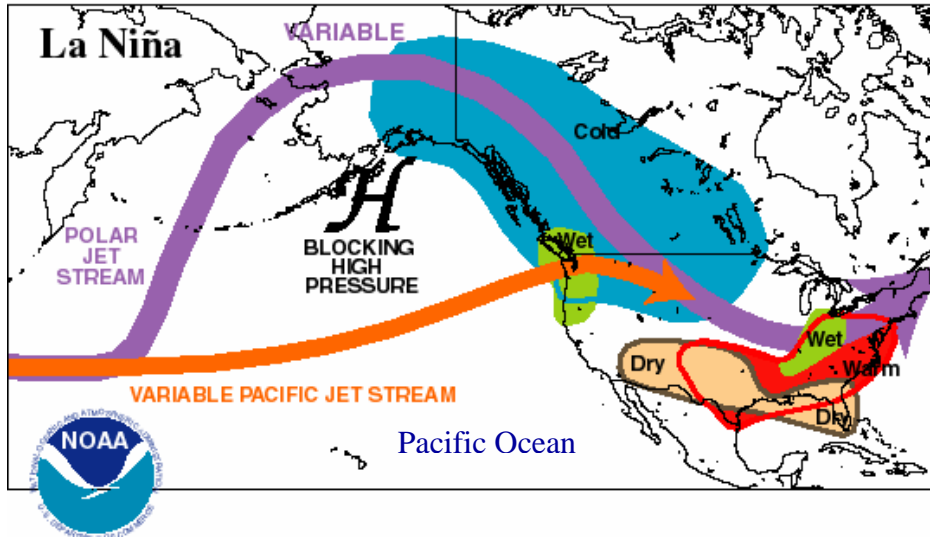 La Niña
VARIABLE
Cold
POLAR
JET
STREAM
H
BLOCKING
HIGH
PRESSURE
Wet
Dry
Wet
Warm
Dry
VARIABLE PACIFIC JET STREAM
Pacific Ocean
NOAA